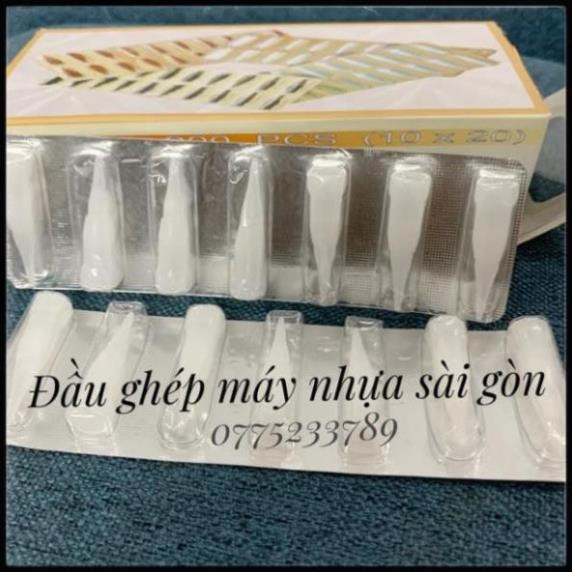 200 PCS (10 x 20)
Đầu ghép máy nhựa sài gòn
0775233789